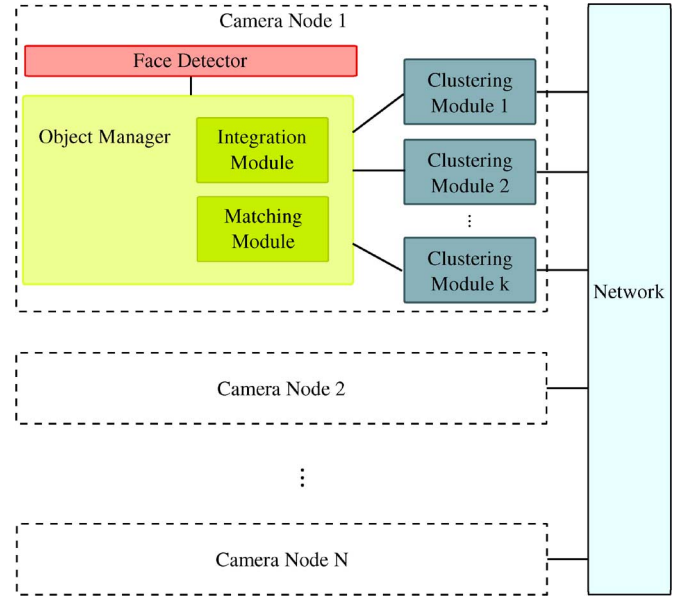 Camera Node 1
Face Detector
Object Manager
Integration
Module
Matching
Module
Clustering
Module 1
Clustering
Module 2
...
Clustering
Module k
Network
Camera Node 2
...
Camera Node N